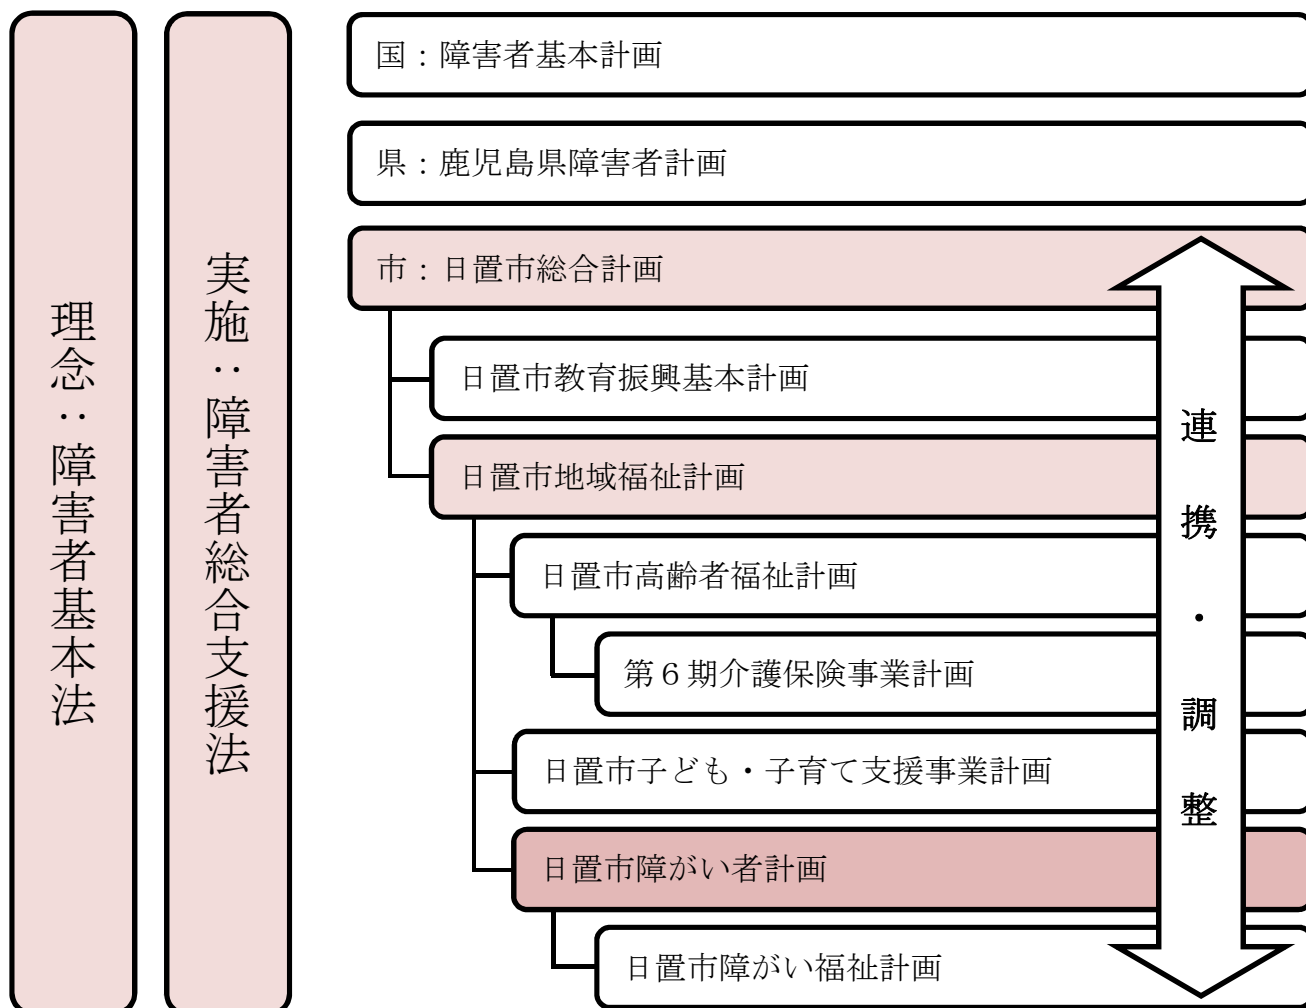 理念：障害者基本法
実施：障害者総合支援法
国：障害者基本計画
県：鹿児島県障害者計画
市：日置市総合計画
日置市教育振興基本計画
日置市地域福祉計画
日置市高齢者福祉計画
第６期介護保険事業計画
日置市子ども・子育て支援事業計画
日置市障がい者計画
日置市障がい福祉計画
連携・調整